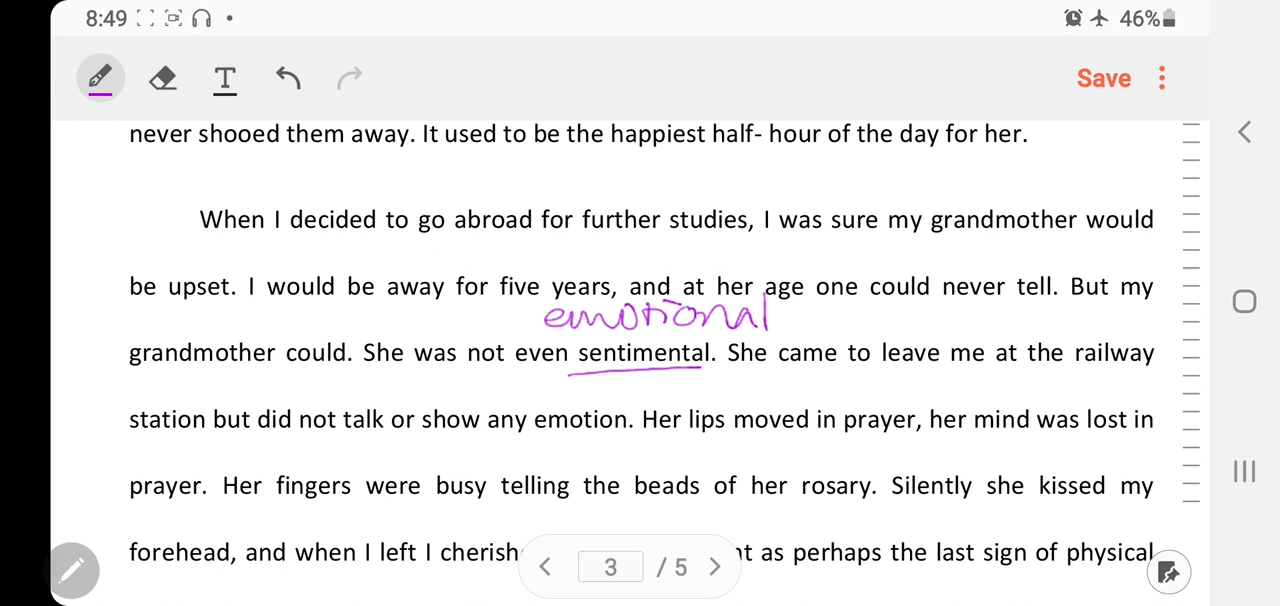 8:49 46%
T Save
never shooed them away. It used to be the happiest half- hour of the day for her.
When I decided to go abroad for further studies, I was sure my grandmother would
be upset. I would be away for five years, and at her age one could never tell. But my
emotional
grandmother could. She was not even sentimental. She came to leave me at the railway
station but did not talk or show any emotion. Her lips moved in prayer, her mind was lost in
prayer. Her fingers were busy telling the beads of her rosary. Silently she kissed my
forehead, and when I left I cherish as perhaps the last sign of physical
3 / 5